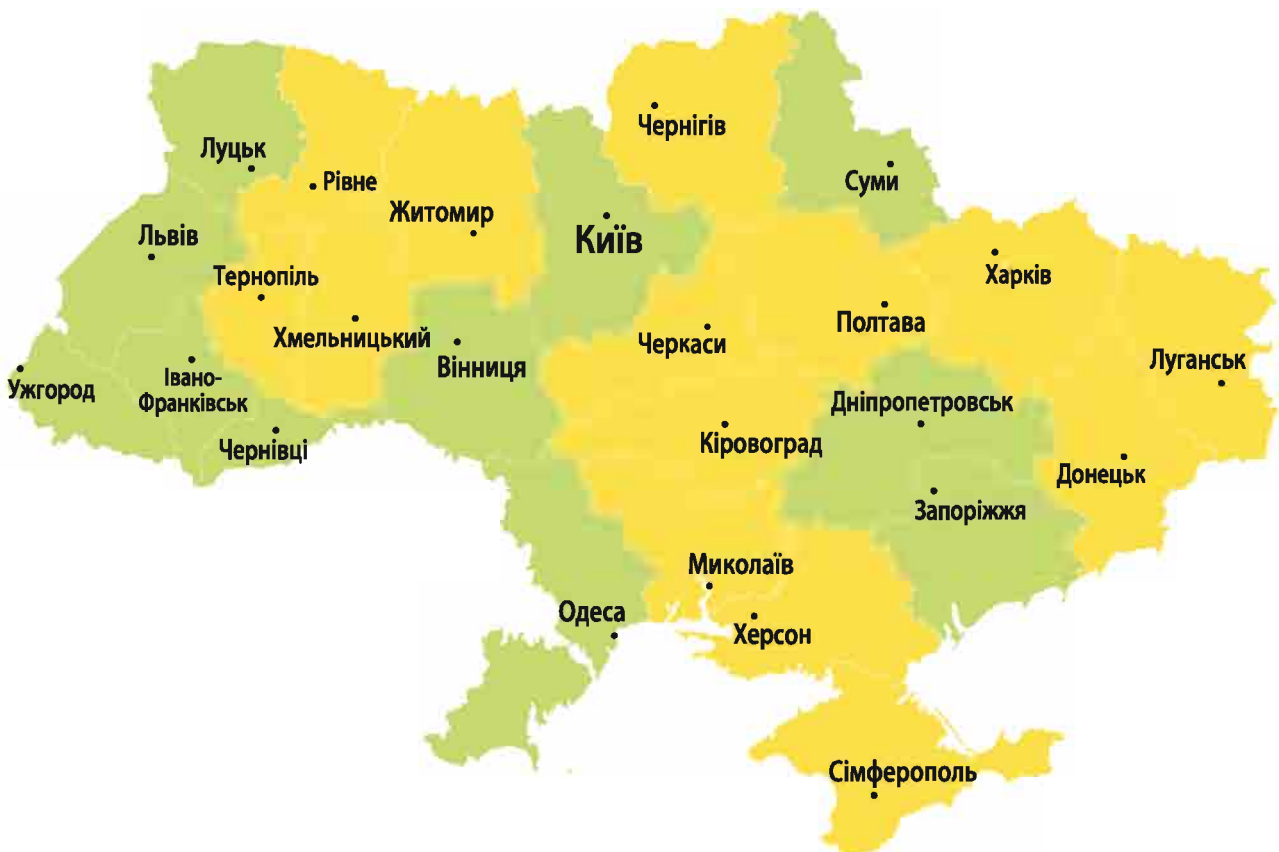 Чернігів
Луцьк
Рівне
Суми
Житомир
Київ
Львів
Тернопіль
Харків
Хмельницький
Черкаси
Полтава
Вінниця
Луганськ
Ужгород
Івано-
Франківськ
Дніпропетровськ
Чернівці
Кіровоград
Донецьк
Запоріжжя
Миколаїв
Одеса
Херсон
Сімферополь